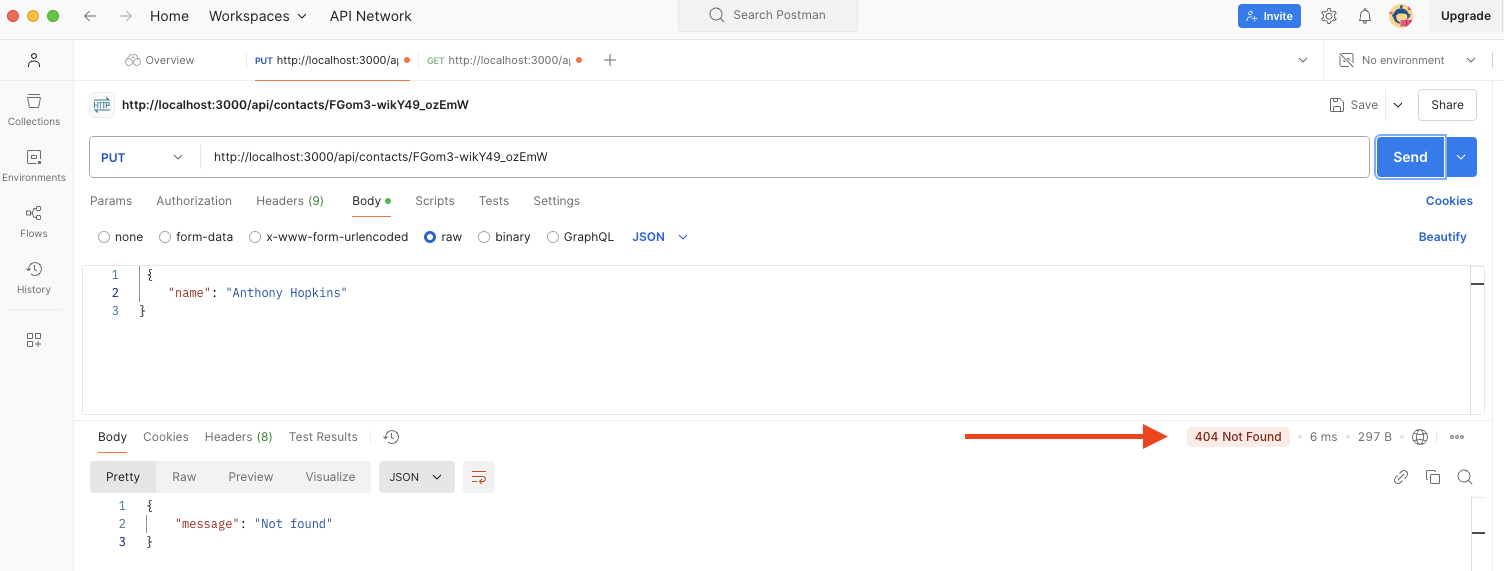 Home Workspaces API Network Search Postman Invite Upgrade
Overview PUT http://localhost:3000/a GET http://localhost:3000/a No environment
HTTP http://localhost:3000/api/contacts/FGom3-wikY49_ozEmW Save Share
Collections
PUT http://localhost:3000/api/contacts/FGom3-wikY49_ozEmW Send
Environments
Params Authorization Headers (9) Body Scripts Tests Settings Cookies
Flows
none form-data x-www-form-urlencoded raw binary GraphQL JSON Beautify
History
1 {
2 "name": "Anthony Hopkins"
3 }
Body Cookies Headers (8) Test Results 404 Not Found 6 ms 297 B
Pretty Raw Preview Visualize JSON
1 {
2 "message": "Not found"
3 }